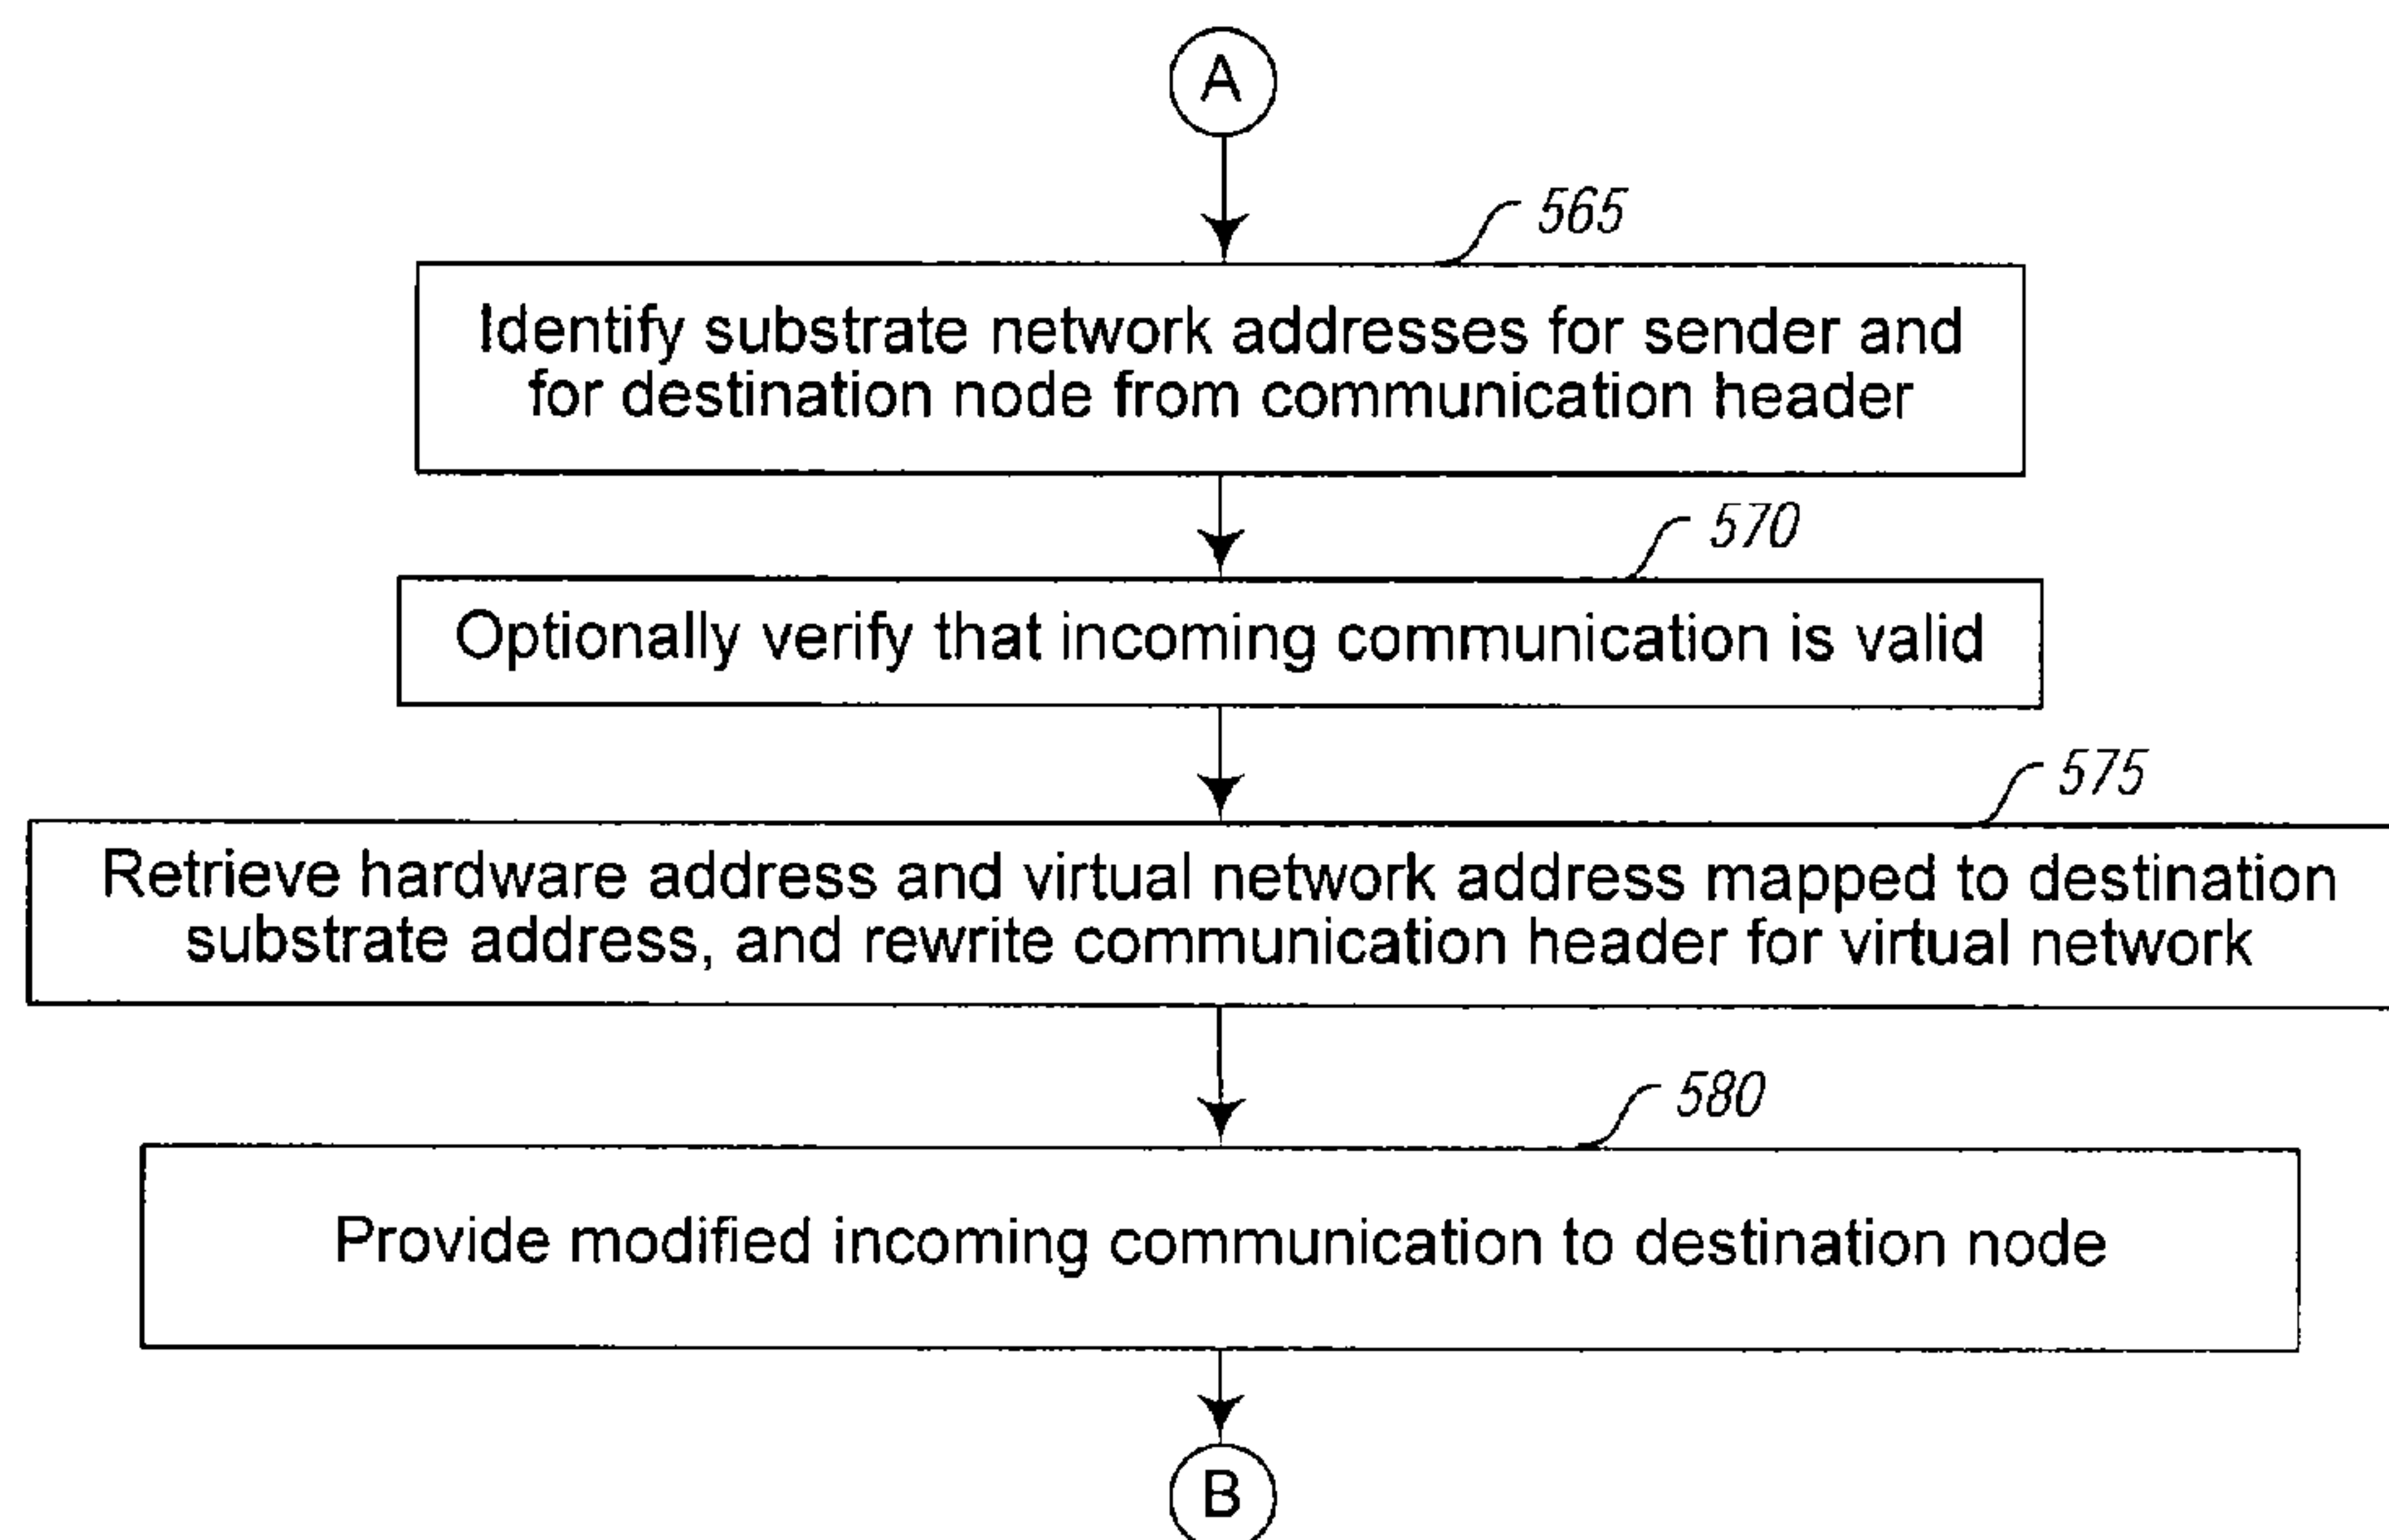 A
565
Identify substrate network addresses for sender and
for destination node from communication header
570
Optionally verify that incoming communication is valid
575
Retrieve hardware address and virtual network address mapped to destination
substrate address, and rewrite communication header for virtual network
580
Provide modified incoming communication to destination node
B